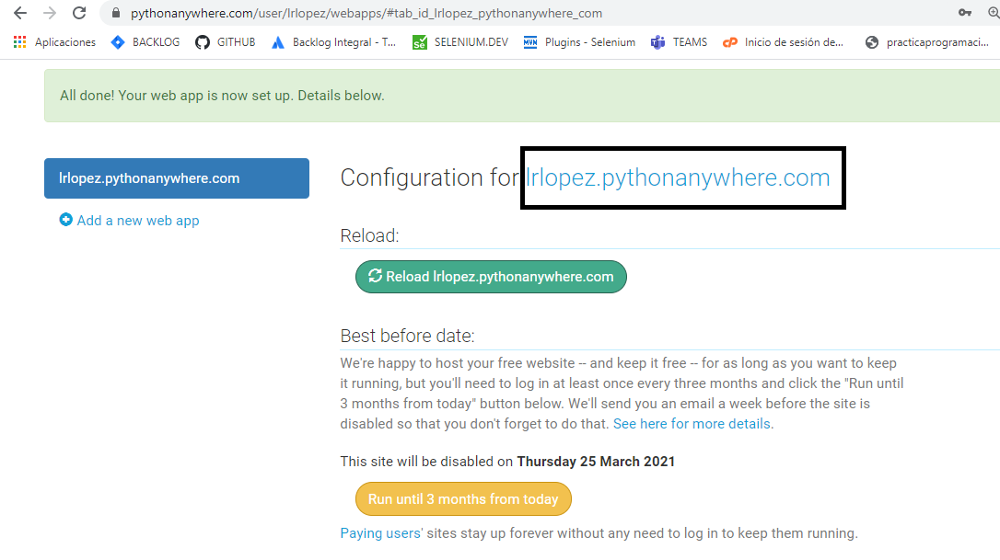 pythonanywhere.com/user/lrlopez/webapps/#tab_id_lrlopez_pythonanywhere_com
Aplicaciones BACKLOG GITHUB Backlog Integral - T... SELENIUM.DEV Plugins - Selenium TEAMS Inicio de sesión de... practicaprogramaci...
All done! Your web app is now set up. Details below.
lrlopez.pythonanywhere.com
Add a new web app
Configuration for lrlopez.pythonanywhere.com
Reload:
Reload lrlopez.pythonanywhere.com
Best before date:
We're happy to host your free website -- and keep it free -- for as long as you want to keep
it running, but you'll need to log in at least once every three months and click the "Run until
3 months from today" button below. We'll send you an email a week before the site is
disabled so that you don't forget to do that. See here for more details.
This site will be disabled on Thursday 25 March 2021
Run until 3 months from today
Paying users' sites stay up forever without any need to log in to keep them running.